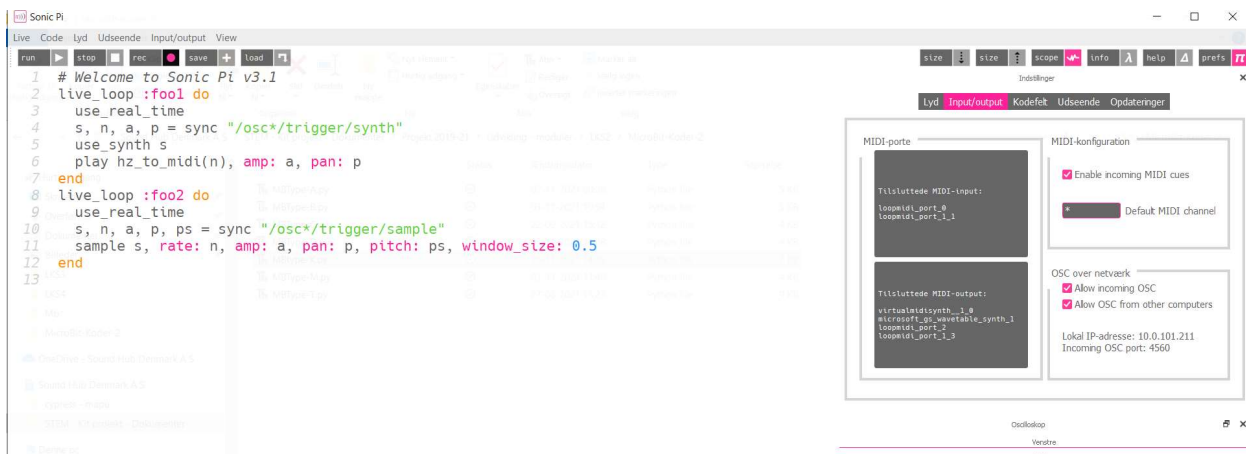 Sonic Pi
Live Code Lyd Udseende Input/output View
run stop rec save load size size scope info λ help prefs π
Indstillinger
Lyd Input/output Kodefelt Udseende Opdateringer
1 # Welcome to Sonic Pi v3.1
2 live_loop :foo1 do
3 use_real_time
4 s, n, a, p = sync "/osc*/trigger/synth"
5 use_synth s
6 play hz_to_midi(n), amp: a, pan: p
7 end
8 live_loop :foo2 do
9 use_real_time
10 s, n, a, p, ps = sync "/osc*/trigger/sample"
11 sample s, rate: n, amp: a, pan: p, pitch: ps, window_size: 0.5
12 end
13
MIDI-porte
Tilsluttede MIDI-input:
loopmidi_port_0
loopmidi_port_1_1
Tilsluttede MIDI-output:
virtualmidisynth__1_0
microsoft_gs_wavetable_synth_1
loopmidi_port_2
loopmidi_port_1_3
MIDI-konfiguration
Enable incoming MIDI cues
* Default MIDI channel
OSC over netværk
Allow incoming OSC
Allow OSC from other computers
Lokal IP-adresse: 10.0.101.211
Incoming OSC port: 4560
Oscilloskop
Venstre